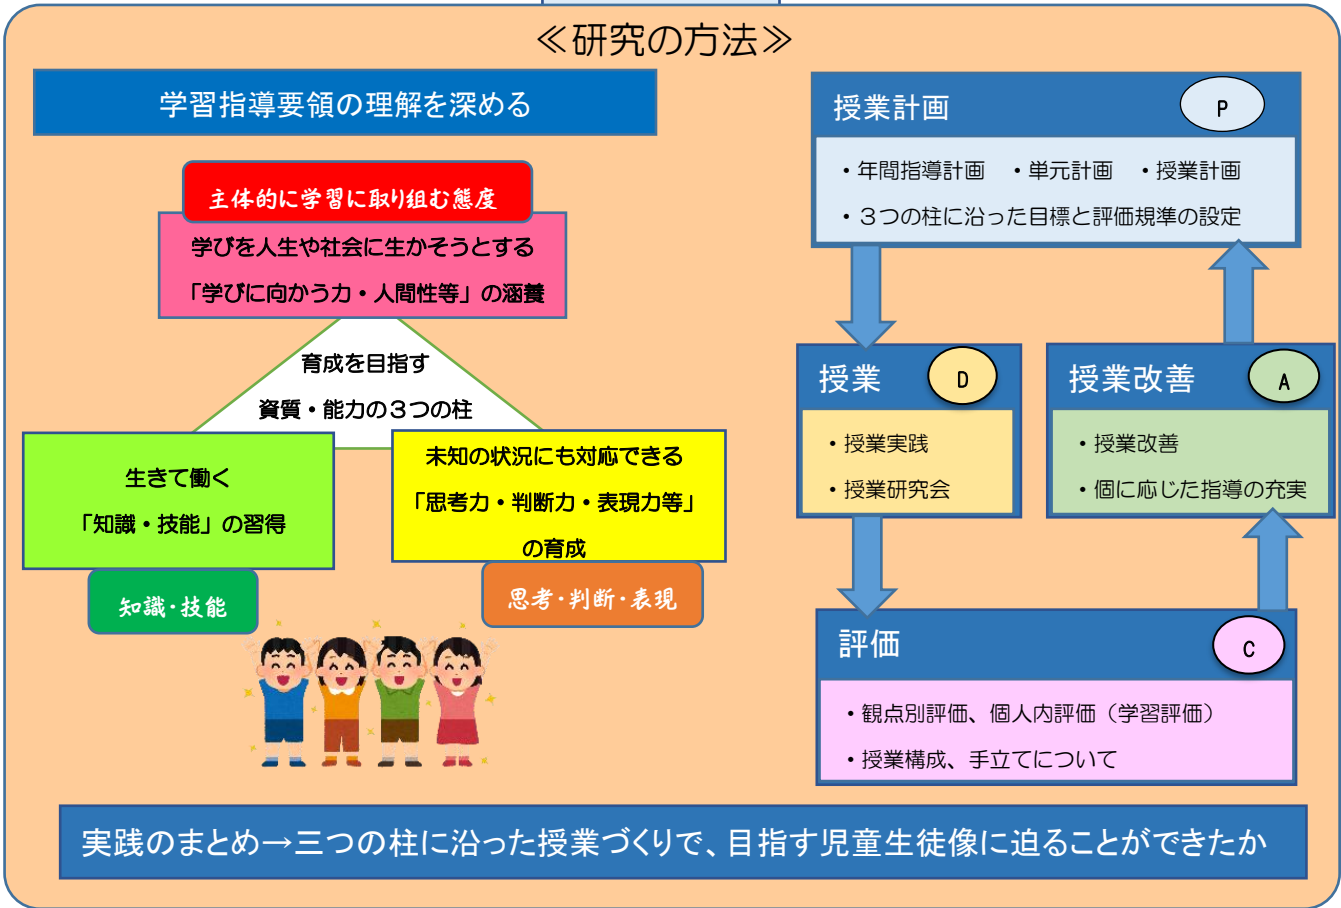 ≪研究の方法≫
学習指導要領の理解を深める
主体的に学習に取り組む態度
学びを人生や社会に生かそうとする
「学びに向かう力・人間性等」の涵養
育成を目指す
資質・能力の３つの柱
生きて働く
「知識・技能」の習得
知識・技能
未知の状況にも対応できる
「思考力・判断力・表現力等」
の育成
思考・判断・表現
授業計画
P
・年間指導計画　・単元計画　・授業計画
・３つの柱に沿った目標と評価規準の設定
授業
D
・授業実践
・授業研究会
授業改善
A
・授業改善
・個に応じた指導の充実
評価
C
・観点別評価、個人内評価（学習評価）
・授業構成、手立てについて
実践のまとめ→三つの柱に沿った授業づくりで、目指す児童生徒像に迫ることができたか